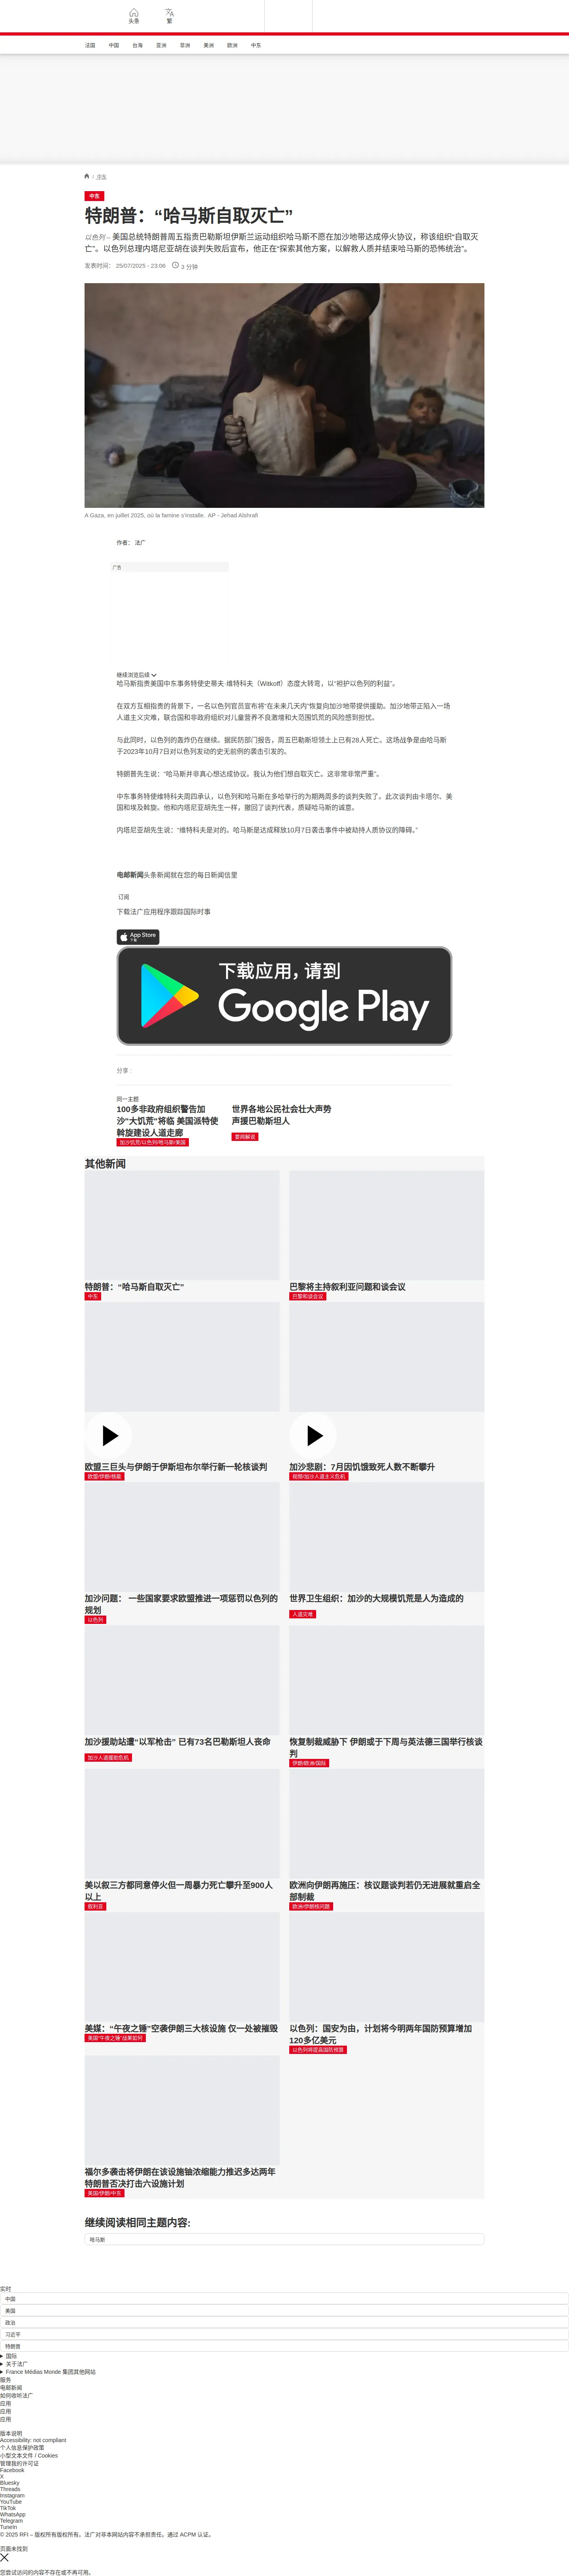 头条
繁
法国 中国 台海 亚洲 非洲 美洲 欧洲 中东
/ 中东
中东
特朗普：“哈马斯自取灭亡”
以色列 – 美国总统特朗普周五指责巴勒斯坦伊斯兰运动组织哈马斯不愿在加沙地带达成停火协议，称该组织“自取灭
亡”。以色列总理内塔尼亚胡在谈判失败后宣布，他正在“探索其他方案，以解救人质并结束哈马斯的恐怖统治”。
发表时间： 25/07/2025 - 23:06 3 分钟
A Gaza, en juillet 2025, où la famine s'installe. AP - Jehad Alshrafi
作者： 法广
广告
继续浏览后续
哈马斯指责美国中东事务特使史蒂夫·维特科夫（Witkoff）态度大转弯，以“袒护以色列的利益”。
在双方互相指责的背景下，一名以色列官员宣布将“在未来几天内”恢复向加沙地带提供援助。加沙地带正陷入一场
人道主义灾难，联合国和非政府组织对儿童营养不良激增和大范围饥荒的风险感到担忧。
与此同时，以色列的轰炸仍在继续。据民防部门报告，周五巴勒斯坦领土上已有28人死亡。这场战争是由哈马斯
于2023年10月7日对以色列发动的史无前例的袭击引发的。
特朗普先生说：“哈马斯并非真心想达成协议。我认为他们想自取灭亡。这非常非常严重”。
中东事务特使维特科夫周四承认，以色列和哈马斯在多哈举行的为期两周多的谈判失败了。此次谈判由卡塔尔、美
国和埃及斡旋。他和内塔尼亚胡先生一样，撤回了谈判代表，质疑哈马斯的诚意。
内塔尼亚胡先生说：“维特科夫是对的。哈马斯是达成释放10月7日袭击事件中被劫持人质协议的障碍。”
电邮新闻头条新闻就在您的每日新闻信里
订阅
下载法广应用程序跟踪国际时事
App Store
下载
下载应用，请到
Google Play
分享 :
同一主题
100多非政府组织警告加
沙"大饥荒"将临 美国派特使
斡旋建设人道走廊
加沙饥荒/以色列/哈马斯/美国
世界各地公民社会壮大声势
声援巴勒斯坦人
要闻解说
其他新闻
特朗普：“哈马斯自取灭亡”
中东
巴黎将主持叙利亚问题和谈会议
巴黎和谈会议
欧盟三巨头与伊朗于伊斯坦布尔举行新一轮核谈判
欧盟/伊朗/核能
加沙悲剧：7月因饥饿致死人数不断攀升
视频/加沙人道主义危机
加沙问题： 一些国家要求欧盟推进一项惩罚以色列的
规划
以色列
世界卫生组织：加沙的大规模饥荒是人为造成的
人道灾难
加沙援助站遭“以军枪击” 已有73名巴勒斯坦人丧命
加沙人道援助危机
恢复制裁威胁下 伊朗或于下周与英法德三国举行核谈
判
伊朗/欧洲/国际
美以叙三方都同意停火但一周暴力死亡攀升至900人
以上
叙利亚
欧洲向伊朗再施压：核议题谈判若仍无进展就重启全
部制裁
欧洲/伊朗核问题
美媒：“午夜之锤”空袭伊朗三大核设施 仅一处被摧毁
美国“午夜之锤”战果如何
以色列：国安为由，计划将今明两年国防预算增加
120多亿美元
以色列将提高国防预算
福尔多袭击将伊朗在该设施铀浓缩能力推迟多达两年
特朗普否决打击六设施计划
美国/伊朗/中东
继续阅读相同主题内容:
哈马斯
实时
中国
美国
政治
习近平
特朗普
国际
关于法广
France Médias Monde 集团其他网站
服务
电邮新闻
如何收听法广
应用
应用
应用
版本说明
Accessibility: not compliant
个人信息保护政策
小型文本文件 / Cookies
管理我的许可证
Facebook
X
Bluesky
Threads
Instagram
YouTube
TikTok
WhatsApp
Telegram
TuneIn
© 2025 RFI – 版权所有版权所有。法广对非本网站内容不承担责任。通过 ACPM 认证。
页面未找到
您尝试访问的内容不存在或不再可用。